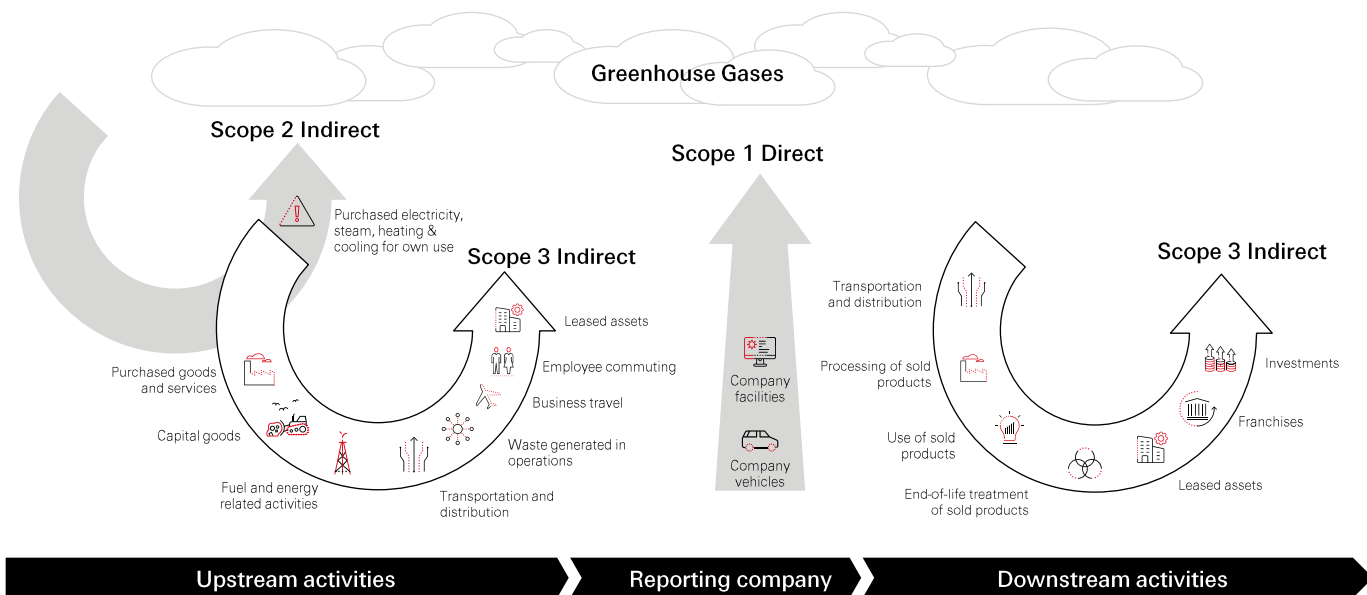 Greenhouse Gases
Scope 2 Indirect
Purchased electricity,
steam, heating &
cooling for own use
Scope 3 Indirect
Leased assets
Employee commuting
Business travel
Waste generated in
operations
Transportation and
distribution
Fuel and energy
related activities
Capital goods
Purchased goods
and services
Scope 1 Direct
Company
facilities
Company
vehicles
Scope 3 Indirect
Transportation
and distribution
Processing of sold
products
Use of sold
products
End-of-life treatment
of sold products
Leased assets
Franchises
Investments
Upstream activities
Reporting company
Downstream activities